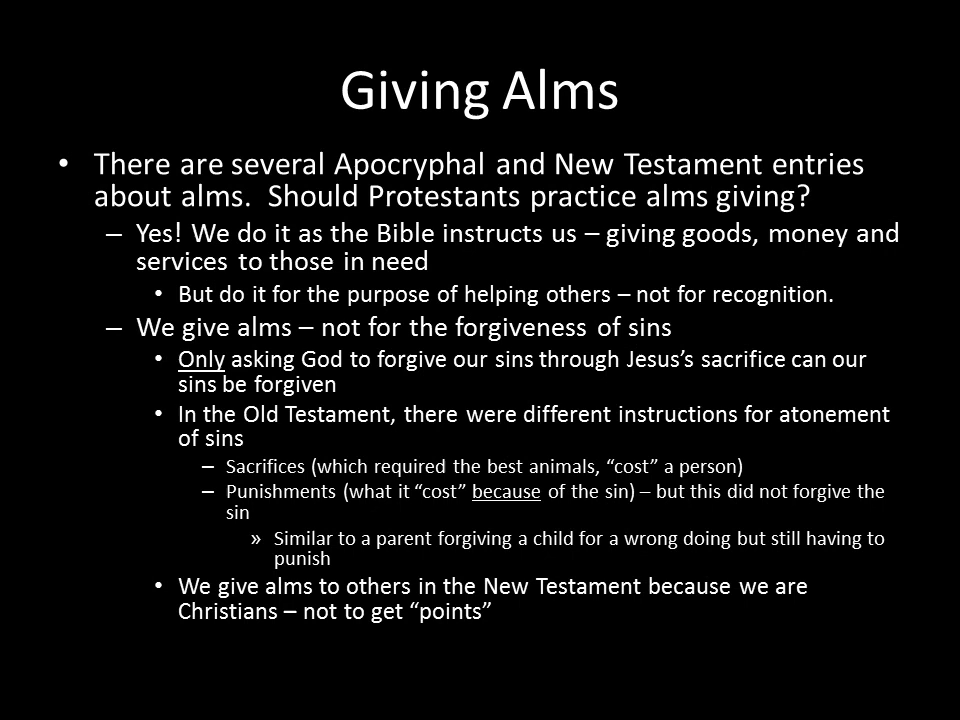 Giving Alms
• There are several Apocryphal and New Testament entries
about alms.  Should Protestants practice alms giving?
– Yes! We do it as the Bible instructs us – giving goods, money and
services to those in need
• But do it for the purpose of helping others – not for recognition.
– We give alms – not for the forgiveness of sins
• Only asking God to forgive our sins through Jesus’s sacrifice can our
sins be forgiven
• In the Old Testament, there were different instructions for atonement
of sins
– Sacrifices (which required the best animals, “cost” a person)
– Punishments (what it “cost” because of the sin) – but this did not forgive the
sin
» Similar to a parent forgiving a child for a wrong doing but still having to
punish
• We give alms to others in the New Testament because we are
Christians – not to get “points”